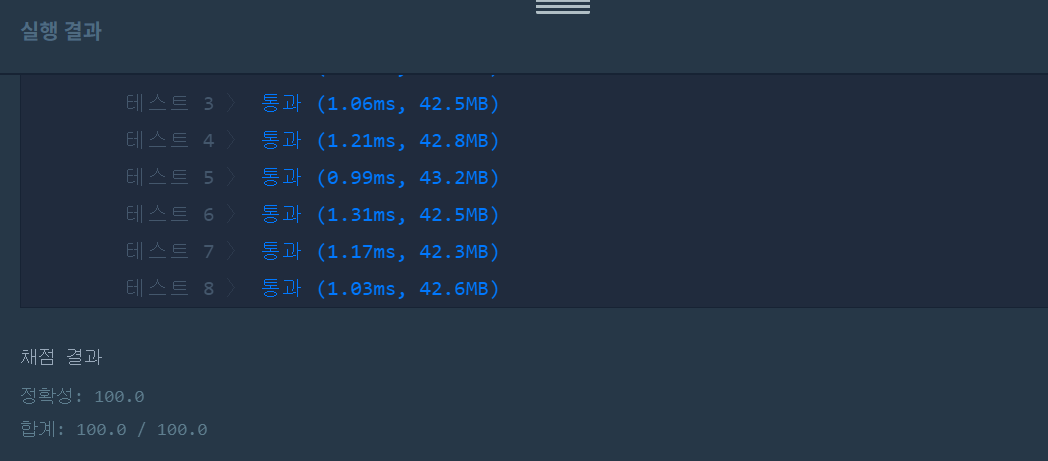 실행 결과
테스트 3 〉 통과 (1.06ms, 42.5MB)
테스트 4 〉 통과 (1.21ms, 42.8MB)
테스트 5 〉 통과 (0.99ms, 43.2MB)
테스트 6 〉 통과 (1.31ms, 42.5MB)
테스트 7 〉 통과 (1.17ms, 42.3MB)
테스트 8 〉 통과 (1.03ms, 42.6MB)
채점 결과
정확성: 100.0
합계: 100.0 / 100.0